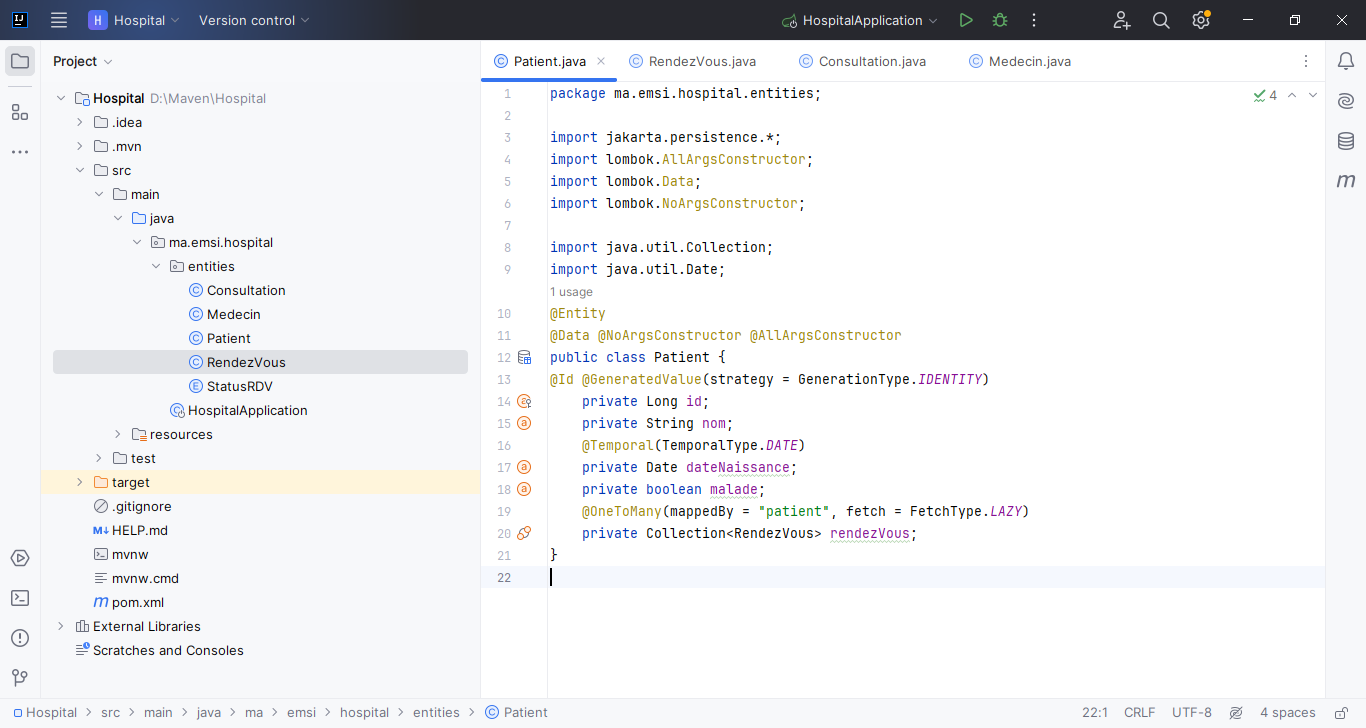 H Hospital Version control HospitalApplication
Project
Hospital D:\Maven\Hospital
.idea
.mvn
src
main
java
ma.emsi.hospital
entities
Consultation
Medecin
Patient
RendezVous
StatusRDV
HospitalApplication
resources
test
target
.gitignore
HELP.md
mvnw
mvnw.cmd
pom.xml
External Libraries
Scratches and Consoles
Patient.java RendezVous.java Consultation.java Medecin.java
4
1 package ma.emsi.hospital.entities;
2
3 import jakarta.persistence.*;
4 import lombok.AllArgsConstructor;
5 import lombok.Data;
6 import lombok.NoArgsConstructor;
7
8 import java.util.Collection;
9 import java.util.Date;
1 usage
10 @Entity
11 @Data @NoArgsConstructor @AllArgsConstructor
12 public class Patient {
13 @Id @GeneratedValue(strategy = GenerationType.IDENTITY)
14 private Long id;
15 private String nom;
16 @Temporal(TemporalType.DATE)
17 private Date dateNaissance;
18 private boolean malade;
19 @OneToMany(mappedBy = "patient", fetch = FetchType.LAZY)
20 private Collection<RendezVous> rendezVous;
21 }
22
Hospital > src > main > java > ma > emsi > hospital > entities > Patient 22:1 CRLF UTF-8 4 spaces